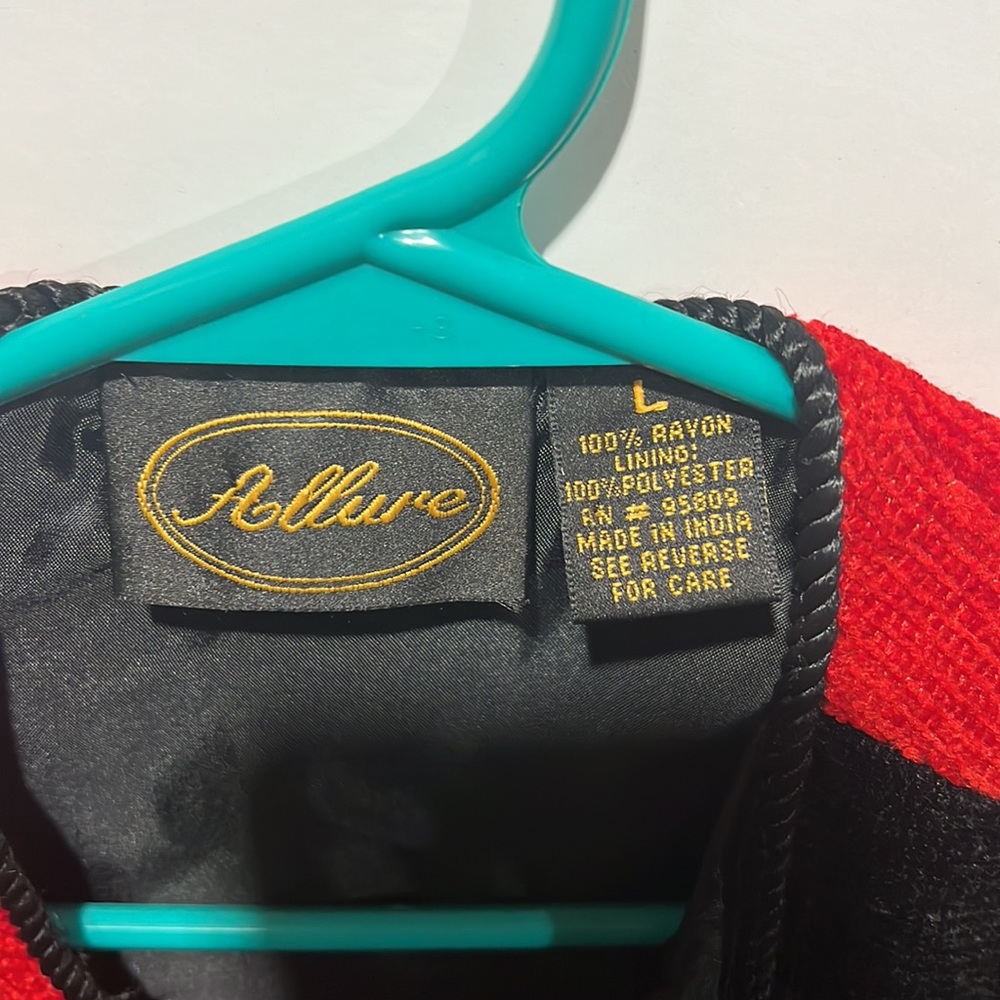 Allure
L
100% RAYON
LINING:
100% POLYESTER
RN # 95809
MADE IN INDIA
SEE REVERSE
FOR CARE